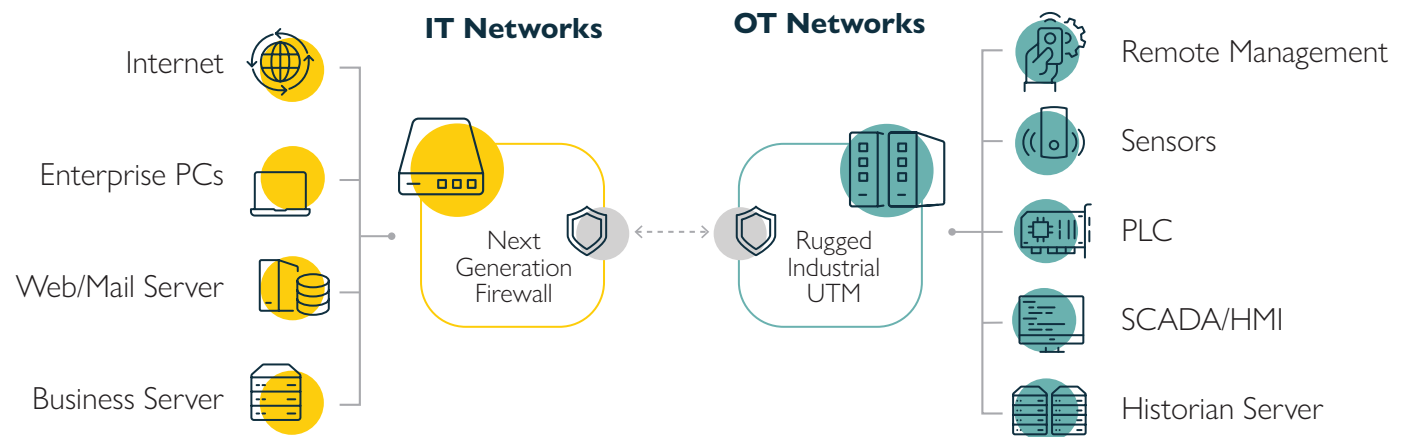 IT Networks
OT Networks
Internet
Enterprise PCs
Web/Mail Server
Business Server
Next
Generation
Firewall
Rugged
Industrial
UTM
Remote Management
Sensors
PLC
SCADA/HMI
Historian Server